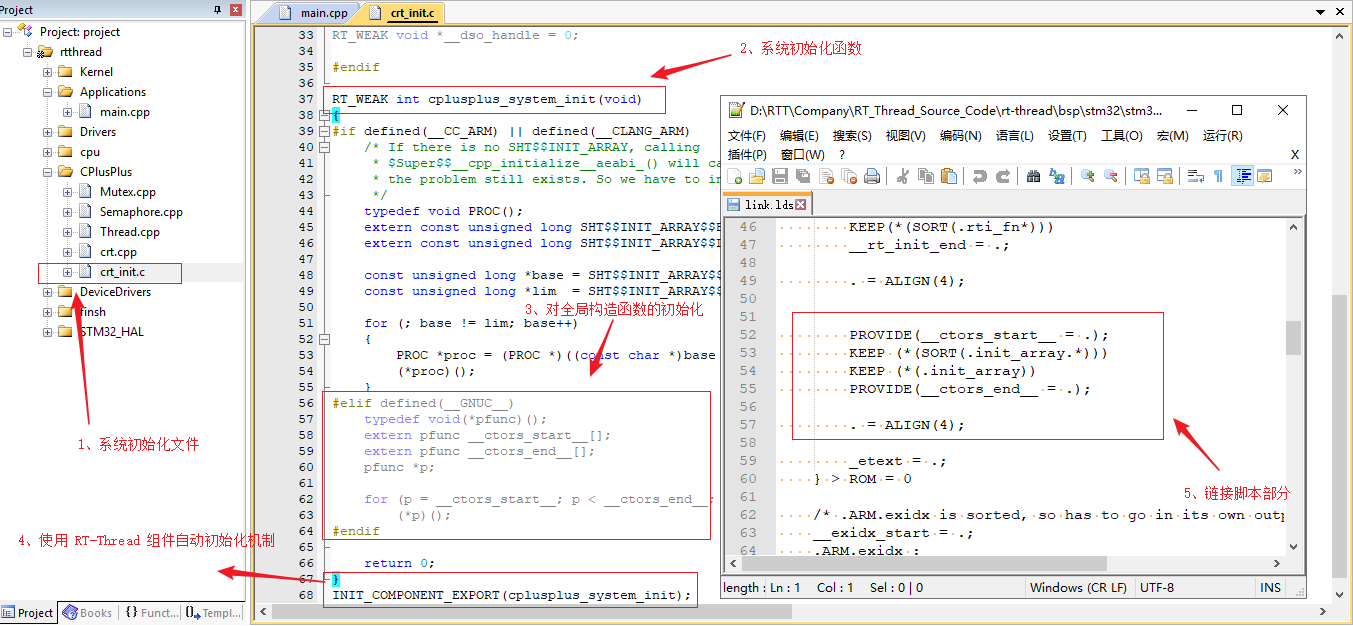 Project
Project: project
rtthread
Kernel
Applications
main.cpp
Drivers
cpu
CPlusPlus
Mutex.cpp
Semaphore.cpp
Thread.cpp
crt.cpp
crt_init.c
DeviceDrivers
finsh
STM32_HAL
1、系统初始化文件
4、使用 RT-Thread 组件自动初始化机制
Project
Books
{} Funct...
Templ...
main.cpp
crt_init.c
33 RT_WEAK void *__dso_handle = 0;
34
35 #endif
36
37 RT_WEAK int cplusplus_system_init(void)
38 {
39 #if defined(__CC_ARM) || defined(__CLANG_ARM)
40 /* If there is no SHT$$INIT_ARRAY, calling
41 * $Super$$__cpp_initialize__aeabi_() will ca
42 * the problem still exists. So we have to in
43 */
44 typedef void PROC();
45 extern const unsigned long SHT$$INIT_ARRAY$$
46 extern const unsigned long SHT$$INIT_ARRAY$$
47
48 const unsigned long *base = SHT$$INIT_ARRAY$$
49 const unsigned long *lim = SHT$$INIT_ARRAY$$
50
51 for (; base != lim; base++)
52 {
53 PROC *proc = (PROC *)((const char *)base
54 (*proc)();
55 }
56 #elif defined(__GNUC__)
57 typedef void(*pfunc)();
58 extern pfunc __ctors_start__[];
59 extern pfunc __ctors_end__[];
60 pfunc *p;
61
62 for (p = __ctors_start__; p < __ctors_end__;
63 (*p)();
64 #endif
65
66 return 0;
67 }
68 INIT_COMPONENT_EXPORT(cplusplus_system_init);
2、系统初始化函数
3、对全局构造函数的初始化
D:\RTT\Company\RT_Thread_Source_Code\rt-thread\bsp\stm32\stm3...
文件(F) 编辑(E) 搜索(S) 视图(V) 编码(N) 语言(L) 设置(T) 工具(O) 宏(M) 运行(R)
插件(P) 窗口(W) ? X
link.lds
46 KEEP(*(SORT(.rti_fn*)))
47 __rt_init_end = .;
48
49 . = ALIGN(4);
50
51
52 PROVIDE(__ctors_start__ = .);
53 KEEP (*(SORT(.init_array.*)))
54 KEEP (*(.init_array))
55 PROVIDE(__ctors_end__ = .);
56
57 . = ALIGN(4);
58
59 _etext = .;
60 } > ROM = 0
61
62 /* .ARM.exidx is sorted, so has to go in its own outp
63 __exidx_start = .;
64 .ARM.exidx :
5、链接脚本部分
length : Ln : 1 Col : 1 Sel : 0 | 0 Windows (CR LF) UTF-8 INS